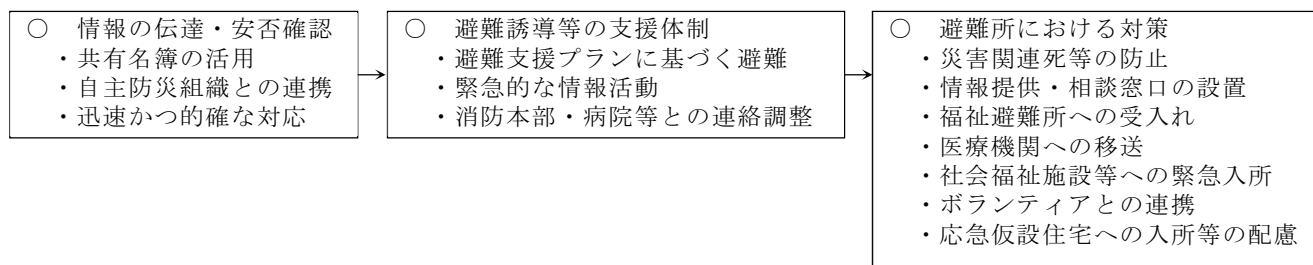 ○ 情報の伝達・安否確認
・共有名簿の活用
・自主防災組織との連携
・迅速かつ的確な対応
○ 避難誘導等の支援体制
・避難支援プランに基づく避難
・緊急的な情報活動
・消防本部・病院等との連絡調整
○ 避難所における対策
・災害関連死等の防止
・情報提供・相談窓口の設置
・福祉避難所への受入れ
・医療機関への移送
・社会福祉施設等への緊急入所
・ボランティアとの連携
・応急仮設住宅への入所等の配慮